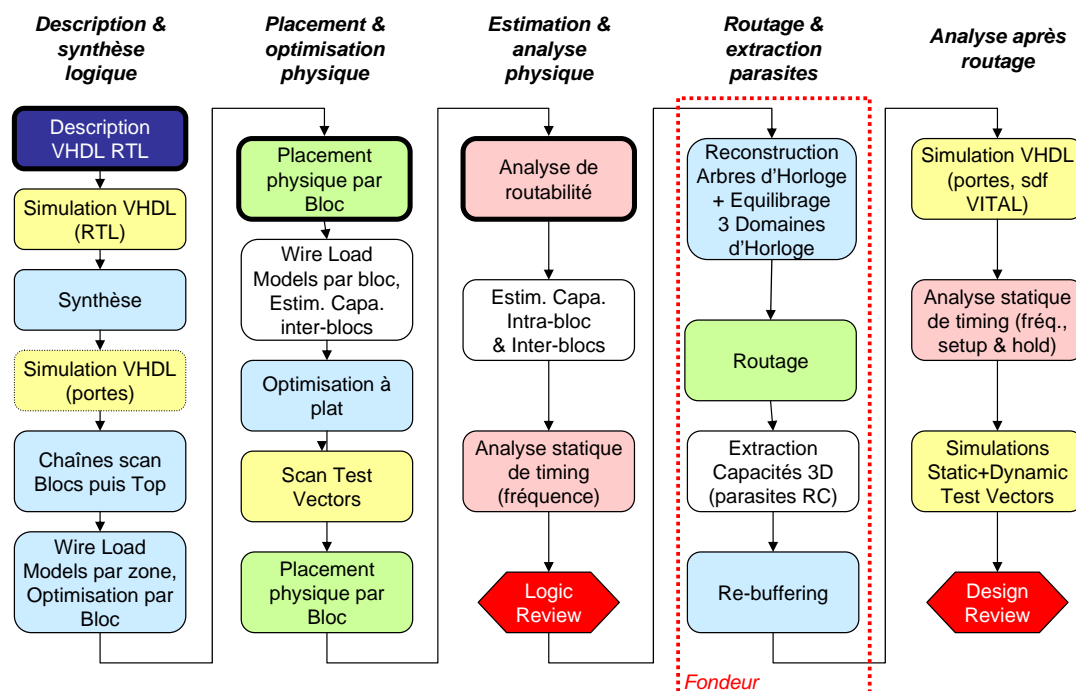 Description &
synthèse
logique
Description
VHDL RTL
Simulation VHDL
(RTL)
Synthèse
Simulation VHDL
(portes)
Chaînes scan
Blocs puis Top
Wire Load
Models par zone,
Optimisation par
Bloc
Placement &
optimisation
physique
Placement
physique par
Bloc
Wire Load
Models par bloc,
Estim. Capa.
inter-blocs
Optimisation à
plat
Scan Test
Vectors
Placement
physique par
Bloc
Estimation &
analyse
physique
Analyse de
routabilité
Estim. Capa.
Intra-bloc
& Inter-blocs
Analyse statique
de timing
(fréquence)
Logic
Review
Routage &
extraction
parasites
Reconstruction
Arbres d'Horloge
+ Equilibrage
3 Domaines
d'Horloge
Routage
Extraction
Capacités 3D
(parasites RC)
Re-buffering
Fondeur
Analyse après
routage
Simulation VHDL
(portes, sdf
VITAL)
Analyse statique
de timing (fréq.,
setup & hold)
Simulations
Static+Dynamic
Test Vectors
Design
Review